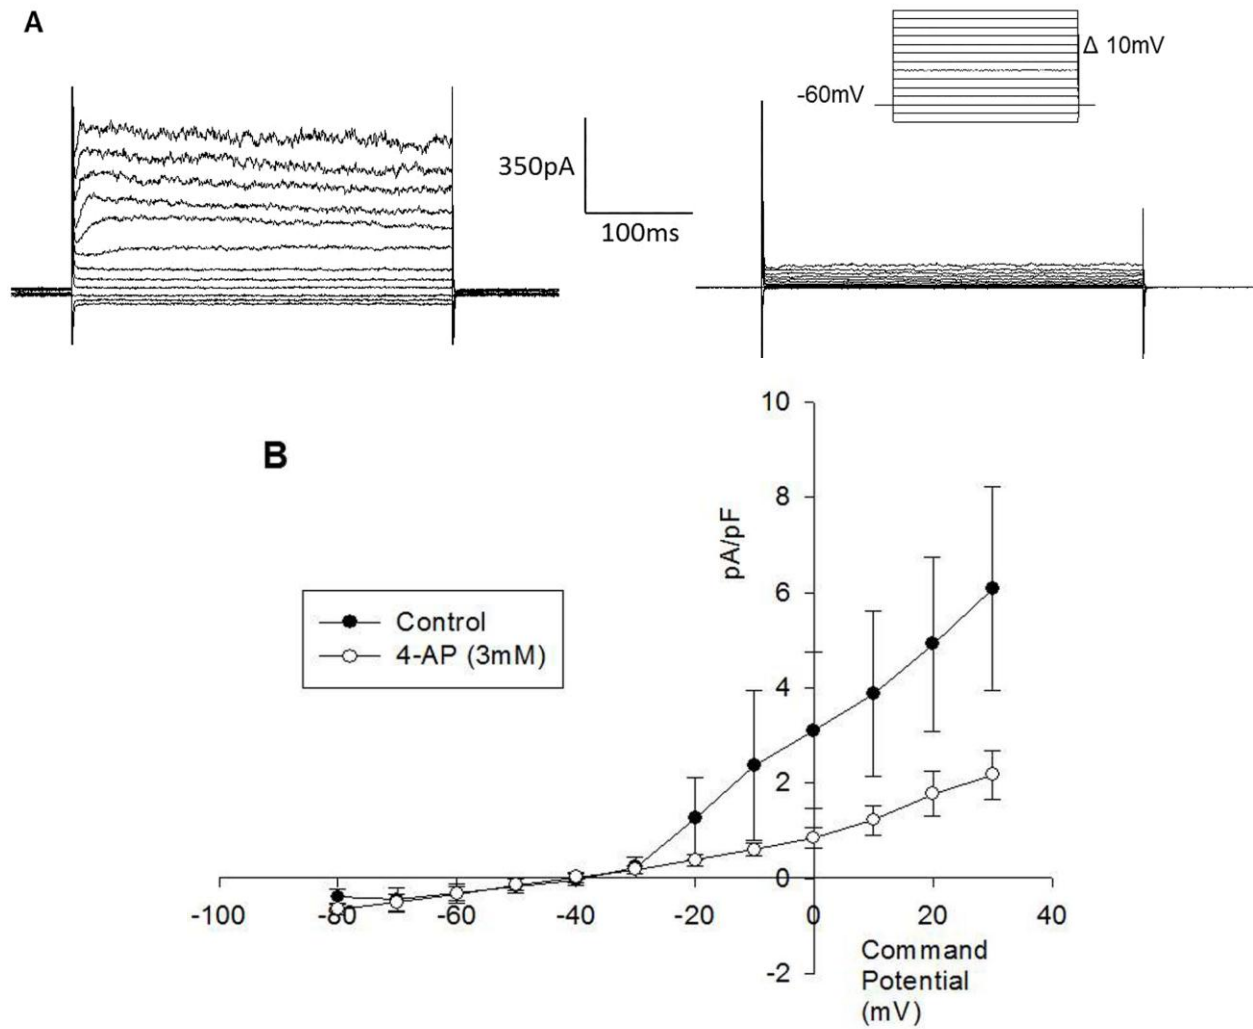 A
Δ 10mV
-60mV
350pA
100ms
B
10
8
6
4
2
0
-2
pA/pF
Control
4-AP (3mM)
-100
-80
-60
-40
-20
0
20
40
Command
Potential
(mV)